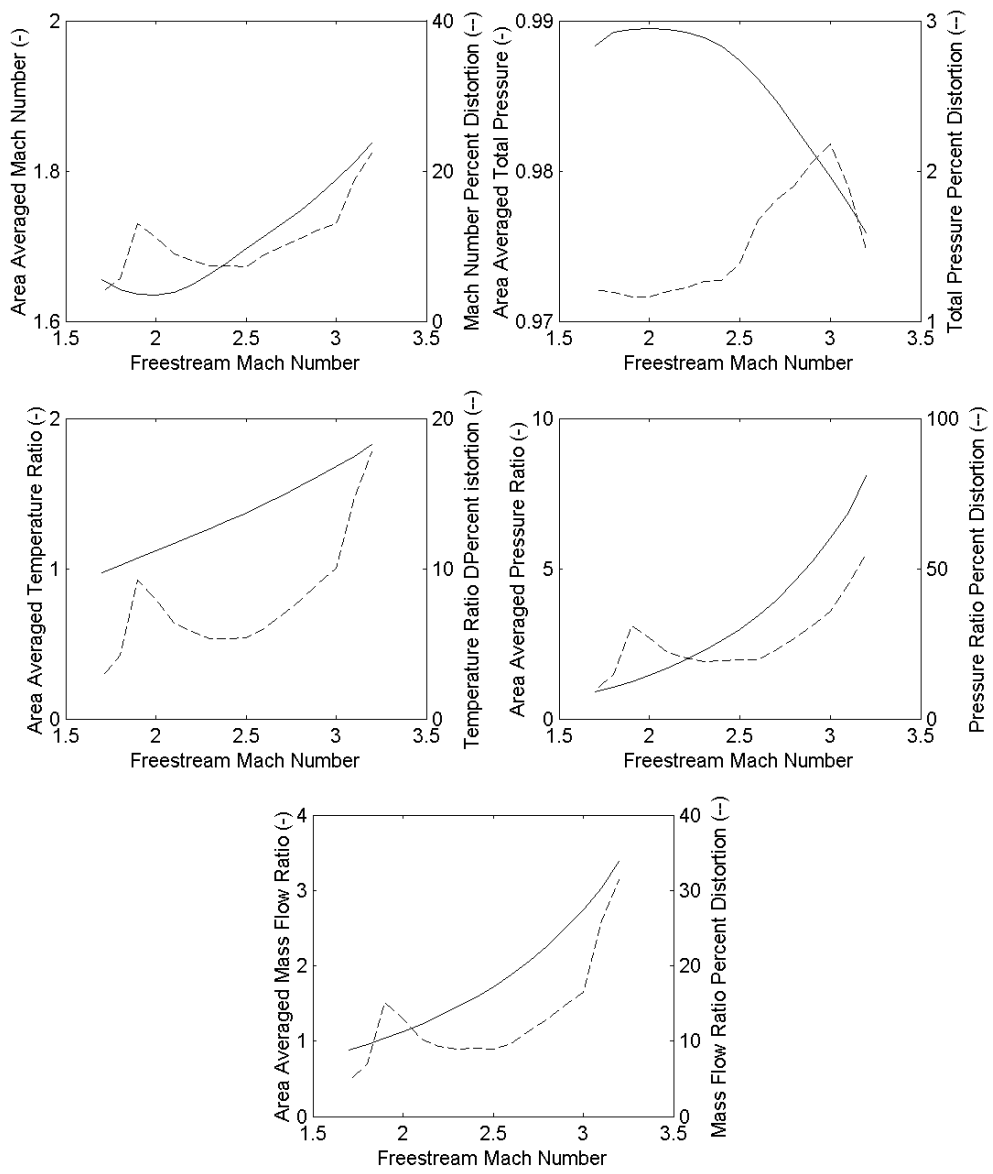 Area Averaged Mach Number (-)
2
1.8
1.6
40
20
0
Mach Number Percent Distortion (--)
1.5 2 2.5 3 3.5
Freestream Mach Number
Area Averaged Total Pressure (-)
0.99
0.98
0.97
3
2
1
Total Pressure Percent Distortion (--)
1.5 2 2.5 3 3.5
Freestream Mach Number
Area Averaged Temperature Ratio (-)
2
1
0
20
10
0
Temperature Ratio DPercent istortion (--)
1.5 2 2.5 3 3.5
Freestream Mach Number
Area Averaged Pressure Ratio (-)
10
5
0
100
50
0
Pressure Ratio Percent Distortion (--)
1.5 2 2.5 3 3.5
Freestream Mach Number
Area Averaged Mass Flow Ratio (-)
4
3
2
1
0
40
30
20
10
0
Mass Flow Ratio Percent Distortion (--)
1.5 2 2.5 3 3.5
Freestream Mach Number